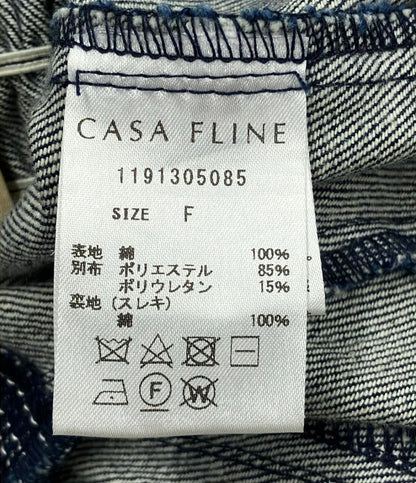 CASA FLINE
1191305085
SIZE F
表地 綿 100%
別布 ポリエステル 85%
ポリウレタン 15%
裏地(スレキ)
綿 100%
F
W